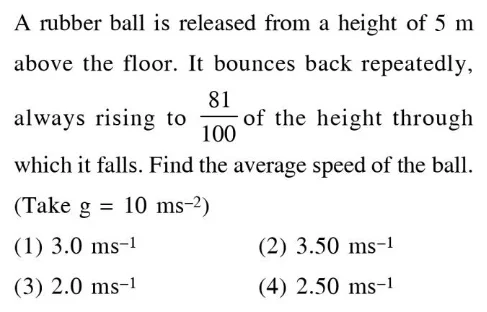 A rubber ball is released from a height of 5 m
above the floor. It bounces back repeatedly,
always rising to 81/100 of the height through
which it falls. Find the average speed of the ball.
(Take g = 10 ms⁻²)
(1) 3.0 ms⁻¹ (2) 3.50 ms⁻¹
(3) 2.0 ms⁻¹ (4) 2.50 ms⁻¹